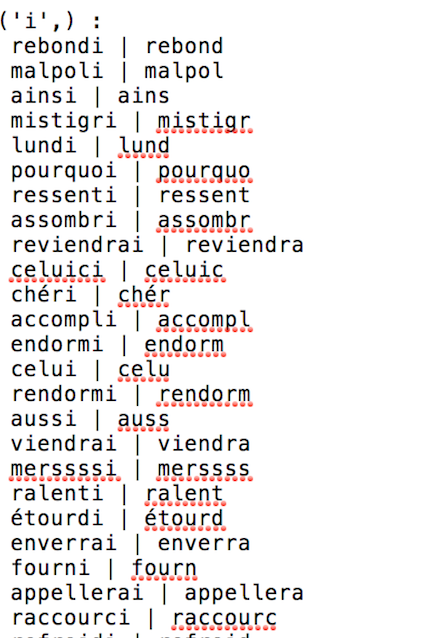 ('i',) :
rebondi | rebond
malpoli | malpol
ainsi | ains
mistigri | mistigr
lundi | lund
pourquoi | pourquo
ressenti | ressent
assombri | assombr
reviendrai | reviendra
celuici | celuic
chéri | chér
accompli | accompl
endormi | endorm
celui | celu
rendormi | rendorm
aussi | auss
viendrai | viendra
merssssi | merssss
ralenti | ralent
étourdi | étourd
enverrai | enverra
fourni | fourn
appellerai | appellera
raccourci | raccourc